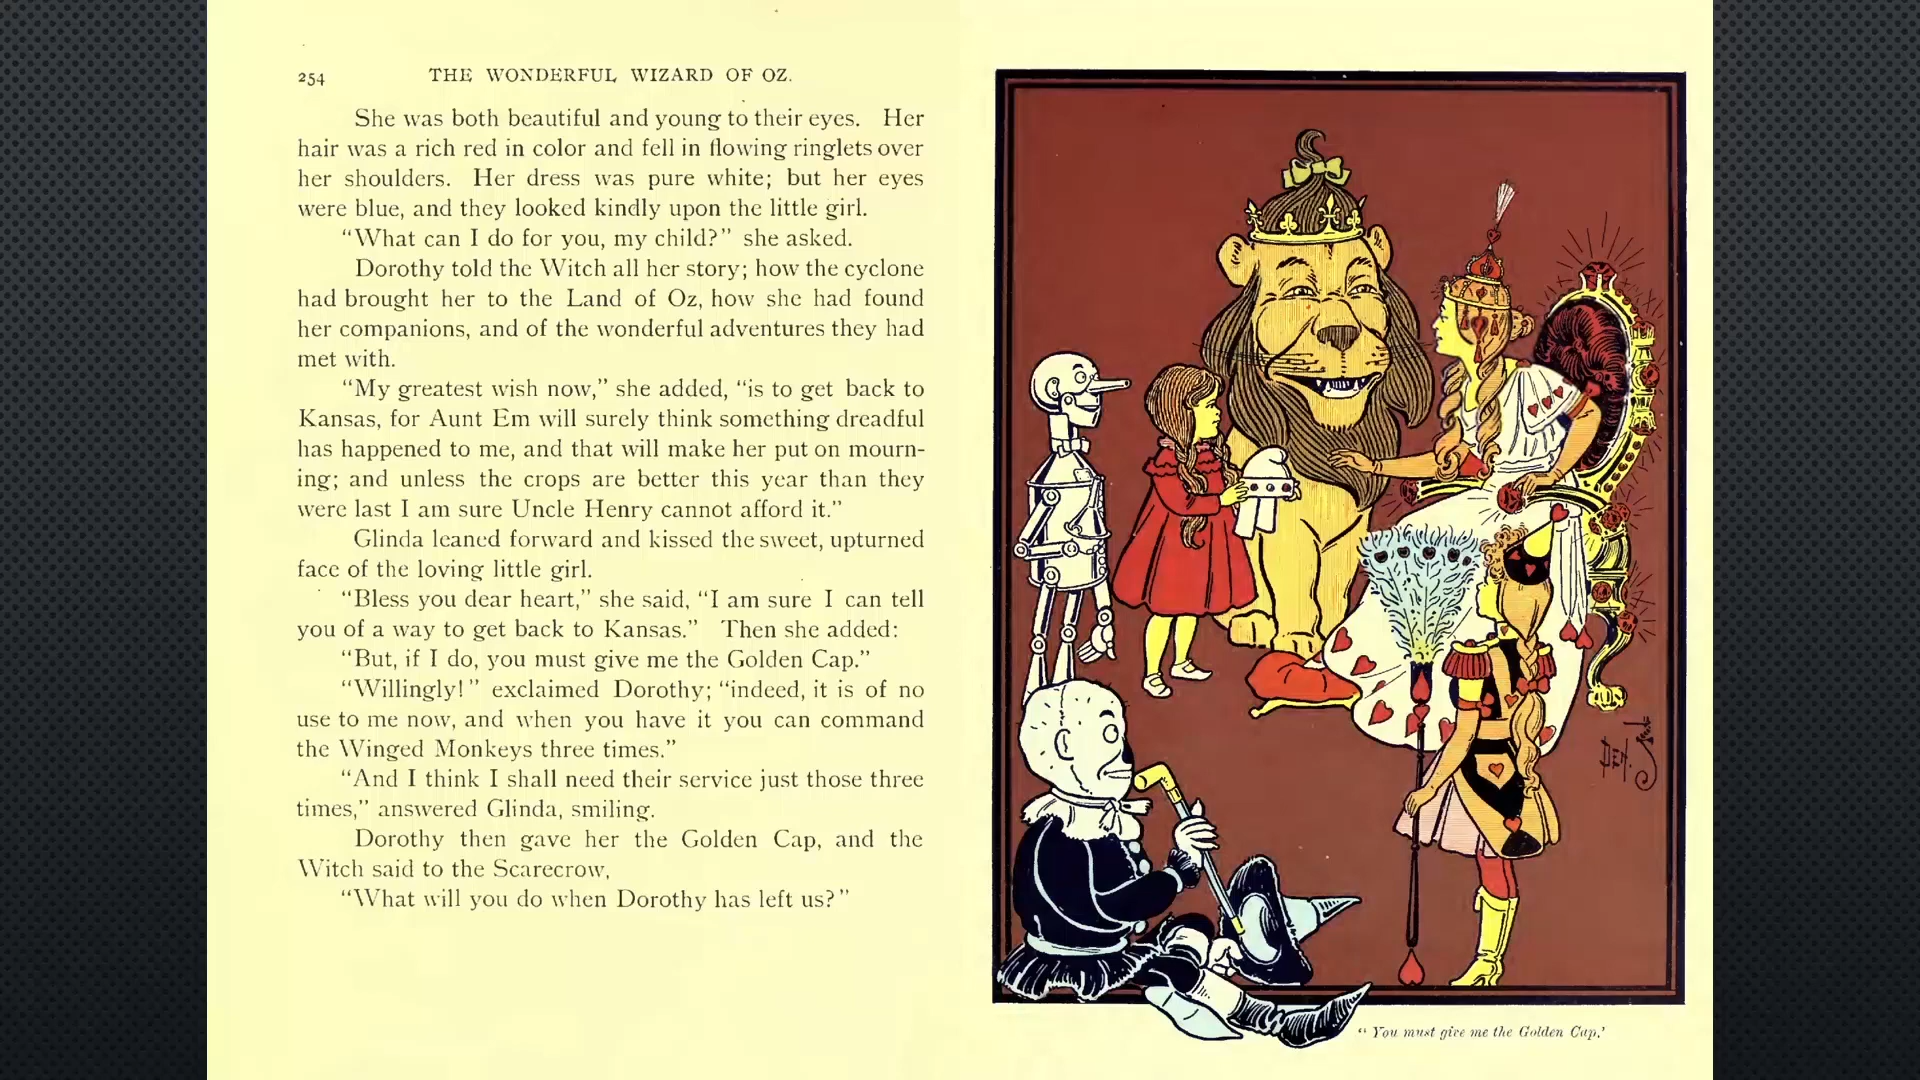 254 THE WONDERFUL WIZARD OF OZ.
She was both beautiful and young to their eyes. Her
hair was a rich red in color and fell in flowing ringlets over
her shoulders. Her dress was pure white; but her eyes
were blue, and they looked kindly upon the little girl.
“What can I do for you, my child?” she asked.
Dorothy told the Witch all her story; how the cyclone
had brought her to the Land of Oz, how she had found
her companions, and of the wonderful adventures they had
met with.
“My greatest wish now,” she added, “is to get back to
Kansas, for Aunt Em will surely think something dreadful
has happened to me, and that will make her put on mourn-
ing; and unless the crops are better this year than they
were last I am sure Uncle Henry cannot afford it.”
Glinda leaned forward and kissed the sweet, upturned
face of the loving little girl.
“Bless you dear heart,” she said, “I am sure I can tell
you of a way to get back to Kansas.” Then she added:
“But, if I do, you must give me the Golden Cap.”
“Willingly!” exclaimed Dorothy; “indeed, it is of no
use to me now, and when you have it you can command
the Winged Monkeys three times.”
“And I think I shall need their service just those three
times,” answered Glinda, smiling.
Dorothy then gave her the Golden Cap, and the
Witch said to the Scarecrow,
“What will you do when Dorothy has left us?”
DEN.
“You must give me the Golden Cap.’